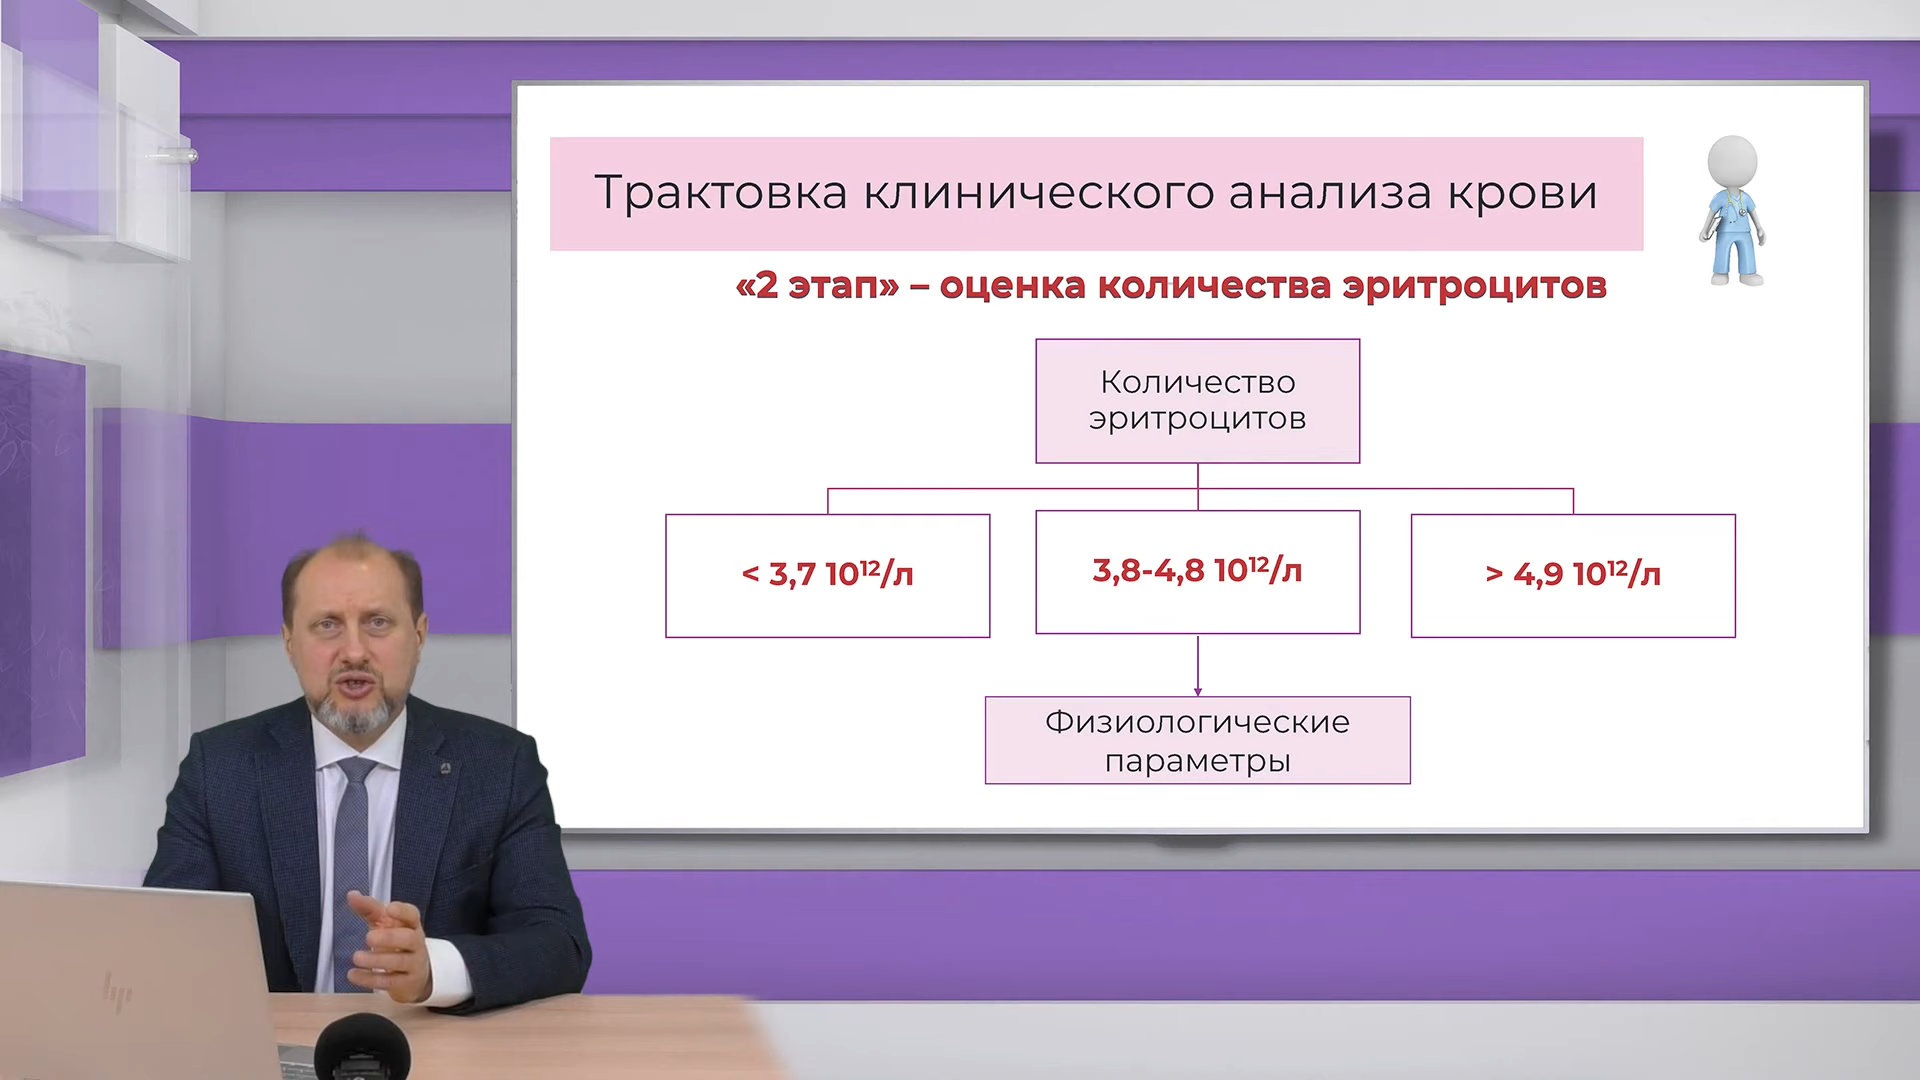 Трактовка клинического анализа крови
«2 этап» – оценка количества эритроцитов
Количество
эритроцитов
< 3,7 10¹²/л
3,8-4,8 10¹²/л
> 4,9 10¹²/л
Физиологические
параметры
hp